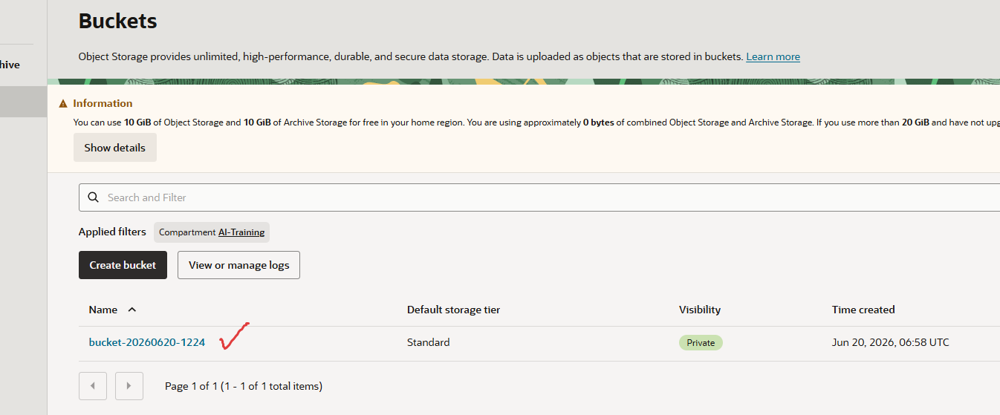 Buckets
Object Storage provides unlimited, high-performance, durable, and secure data storage. Data is uploaded as objects that are stored in buckets. Learn more
hive
Information
You can use 10 GiB of Object Storage and 10 GiB of Archive Storage for free in your home region. You are using approximately 0 bytes of combined Object Storage and Archive Storage. If you use more than 20 GiB and have not upg
Show details
Search and Filter
Applied filters Compartment AI-Training
Create bucket View or manage logs
Name Default storage tier Visibility Time created
bucket-20260620-1224 Standard Private Jun 20, 2026, 06:58 UTC
Page 1 of 1 (1 - 1 of 1 total items)